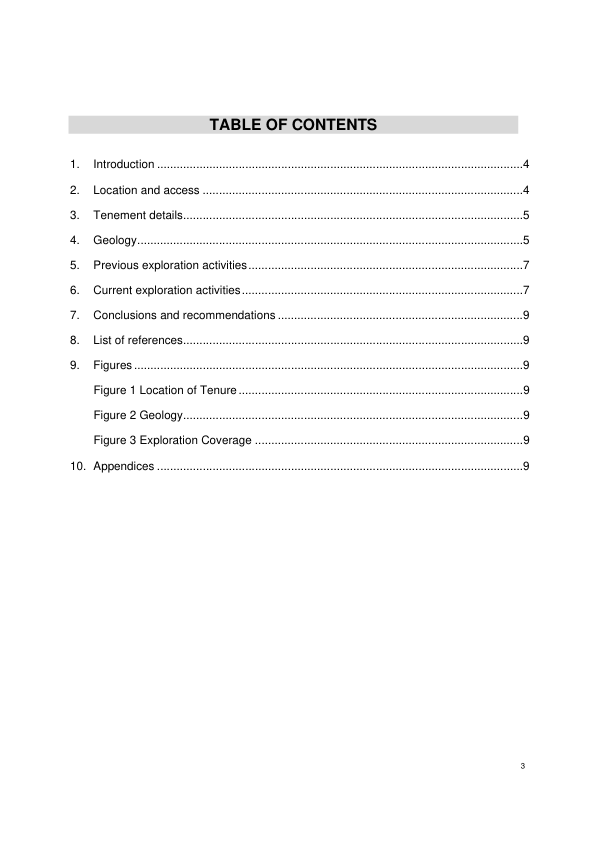 TABLE OF CONTENTS
1. Introduction ................................................................................................................4
2. Location and access ..................................................................................................4
3. Tenement details........................................................................................................5
4. Geology......................................................................................................................5
5. Previous exploration activities....................................................................................7
6. Current exploration activities......................................................................................7
7. Conclusions and recommendations ...........................................................................9
8. List of references........................................................................................................9
9. Figures .......................................................................................................................9
Figure 1 Location of Tenure .......................................................................................9
Figure 2 Geology........................................................................................................9
Figure 3 Exploration Coverage ..................................................................................9
10. Appendices ................................................................................................................9
3